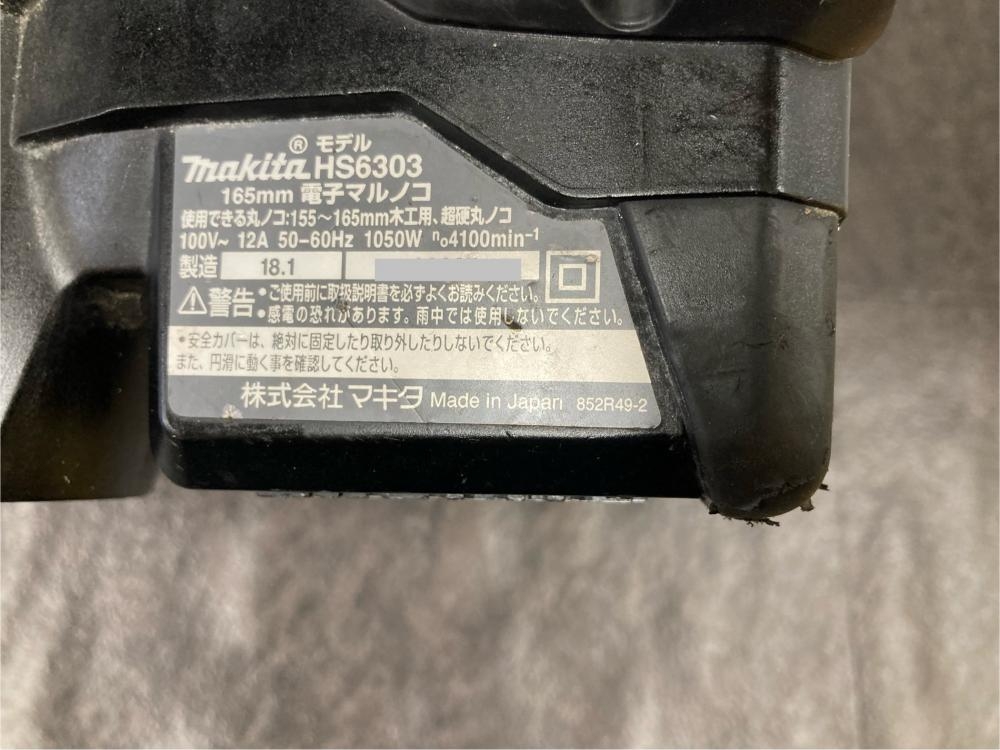 ® モデル
makita HS6303
165mm 電子マルノコ
使用できる丸ノコ:155～165mm木工用、超硬丸ノコ
100V~ 12A 50-60Hz 1050W n₀4100min⁻¹
製造 18.1
警告 • ご使用前に取扱説明書を必ずよくお読みください。
• 感電の恐れがあります。雨中では使用しないでください。
• 安全カバーは、絶対に固定したり取り外したりしないでください。
また、円滑に動く事を確認してください。
株式会社 マキタ Made in Japan 852R49-2